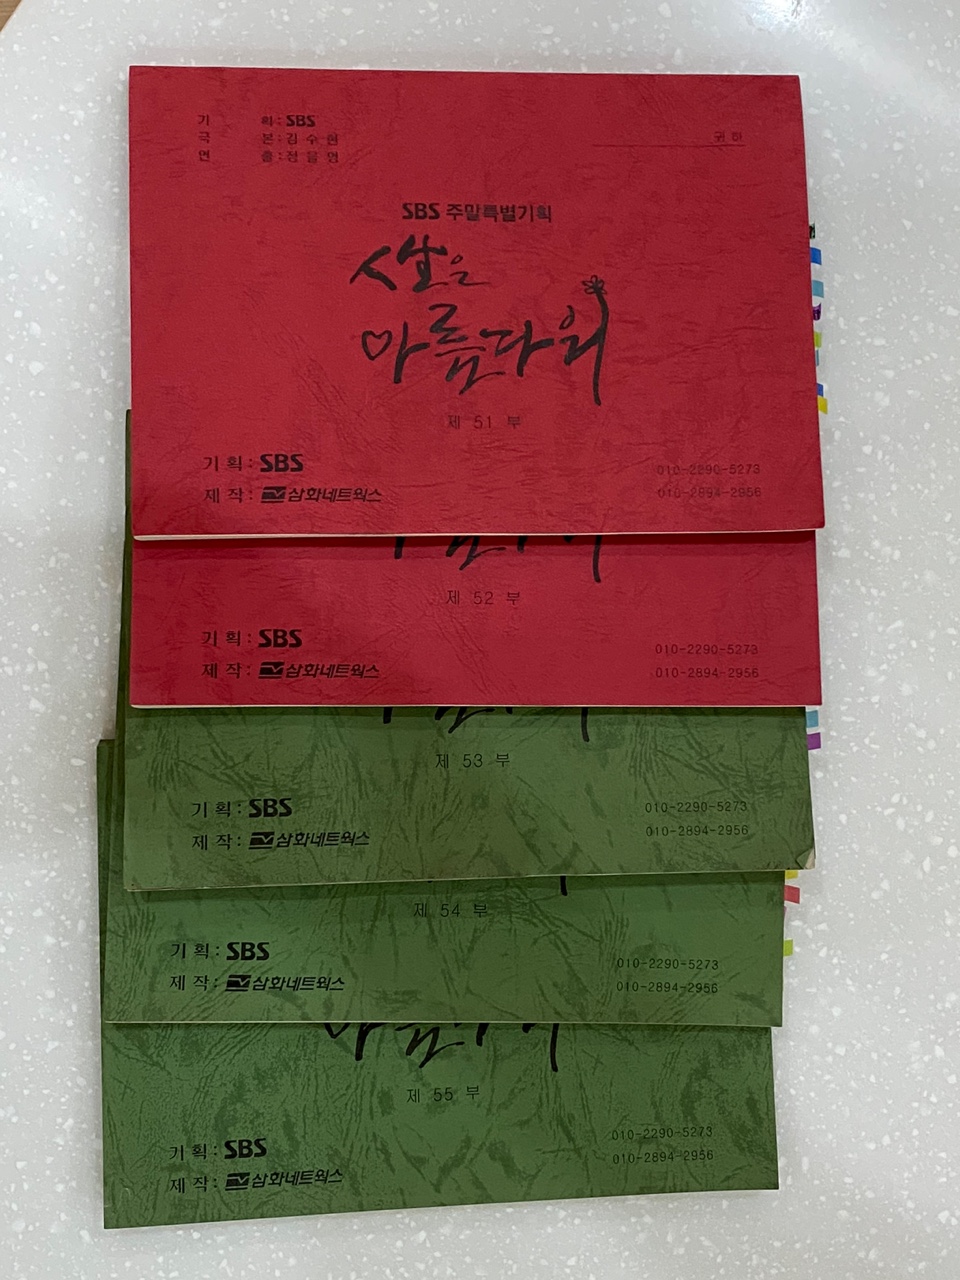 기 획 : SBS
극 본 : 김 수 현
연 출 : 정 을 영
귀 하
SBS 주말특별기획
人生은
아름다워
제 51 부
기 획 : SBS
제 작 : 삼화네트웍스
010-2290-5273
010-2894-2956
제 52 부
기 획 : SBS
제 작 : 삼화네트웍스
010-2290-5273
010-2894-2956
제 53 부
기 획 : SBS
제 작 : 삼화네트웍스
010-2290-5273
010-2894-2956
제 54 부
기 획 : SBS
제 작 : 삼화네트웍스
010-2290-5273
010-2894-2956
아름다워
제 55 부
기 획 : SBS
제 작 : 삼화네트웍스
010-2290-5273
010-2894-2956